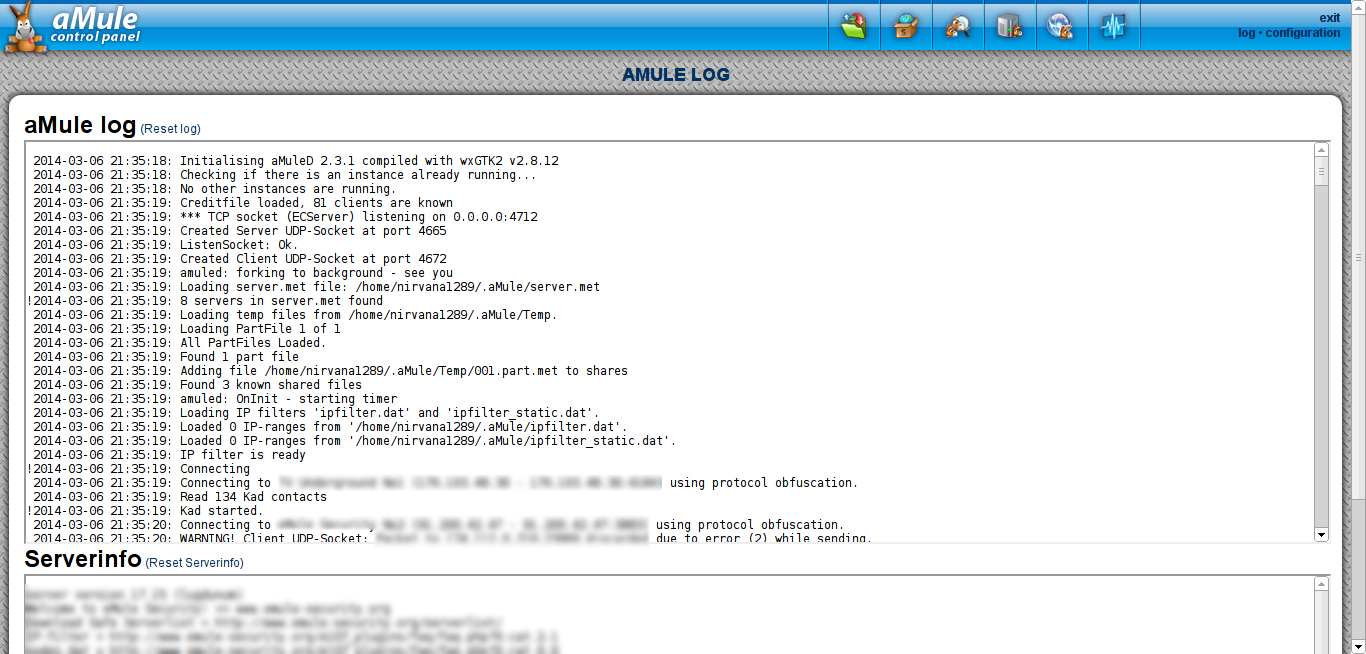 aMule
control panel
exit
log • configuration
AMULE LOG
aMule log (Reset log)
2014-03-06 21:35:18: Initialising aMuleD 2.3.1 compiled with wxGTK2 v2.8.12
2014-03-06 21:35:18: Checking if there is an instance already running...
2014-03-06 21:35:18: No other instances are running.
2014-03-06 21:35:19: Creditfile loaded, 81 clients are known
2014-03-06 21:35:19: *** TCP socket (ECServer) listening on 0.0.0.0:4712
2014-03-06 21:35:19: Created Server UDP-Socket at port 4665
2014-03-06 21:35:19: ListenSocket: Ok.
2014-03-06 21:35:19: Created Client UDP-Socket at port 4672
2014-03-06 21:35:19: amuled: forking to background - see you
2014-03-06 21:35:19: Loading server.met file: /home/nirvana1289/.aMule/server.met
!2014-03-06 21:35:19: 8 servers in server.met found
2014-03-06 21:35:19: Loading temp files from /home/nirvana1289/.aMule/Temp.
2014-03-06 21:35:19: Loading PartFile 1 of 1
2014-03-06 21:35:19: All PartFiles Loaded.
2014-03-06 21:35:19: Found 1 part file
2014-03-06 21:35:19: Adding file /home/nirvana1289/.aMule/Temp/001.part.met to shares
2014-03-06 21:35:19: Found 3 known shared files
2014-03-06 21:35:19: amuled: OnInit - starting timer
2014-03-06 21:35:19: Loading IP filters 'ipfilter.dat' and 'ipfilter_static.dat'.
2014-03-06 21:35:19: Loaded 0 IP-ranges from '/home/nirvana1289/.aMule/ipfilter.dat'.
2014-03-06 21:35:19: Loaded 0 IP-ranges from '/home/nirvana1289/.aMule/ipfilter_static.dat'.
2014-03-06 21:35:19: IP filter is ready
!2014-03-06 21:35:19: Connecting
2014-03-06 21:35:19: Connecting to using protocol obfuscation.
2014-03-06 21:35:19: Read 134 Kad contacts
!2014-03-06 21:35:19: Kad started.
2014-03-06 21:35:20: Connecting to using protocol obfuscation.
2014-03-06 21:35:20: WARNING! Client UDP-Socket: due to error (2) while sending.
Serverinfo (Reset Serverinfo)